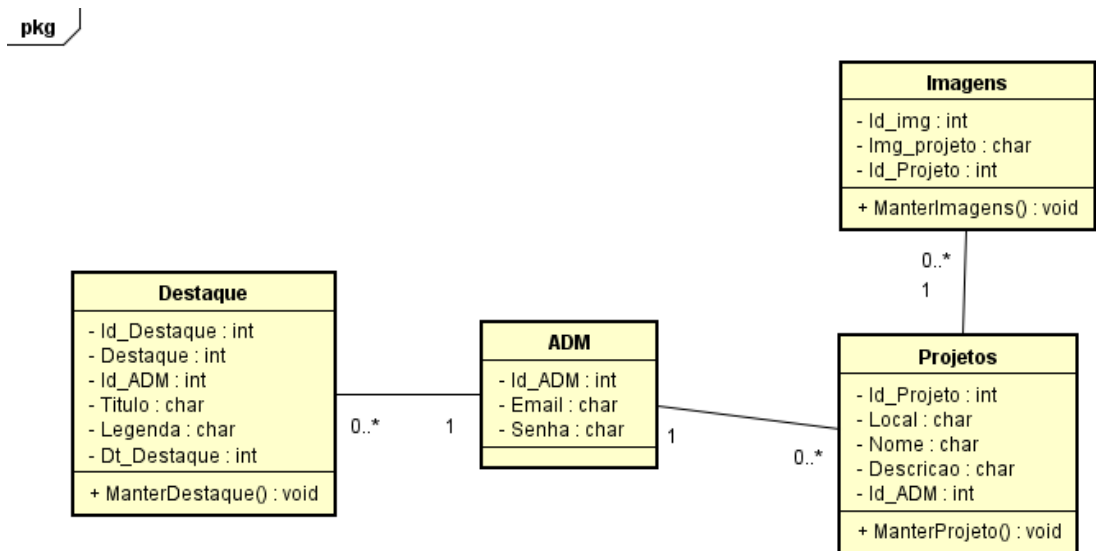 pkg
Imagens
- Id_img : int
- Img_projeto : char
- Id_Projeto : int
+ ManterImagens() : void
0..*
1
Destaque
- Id_Destaque : int
- Destaque : int
- Id_ADM : int
- Titulo : char
- Legenda : char
- Dt_Destaque : int
+ ManterDestaque() : void
0..*
1
ADM
- Id_ADM : int
- Email : char
- Senha : char
1
0..*
Projetos
- Id_Projeto : int
- Local : char
- Nome : char
- Descricao : char
- Id_ADM : int
+ ManterProjeto() : void